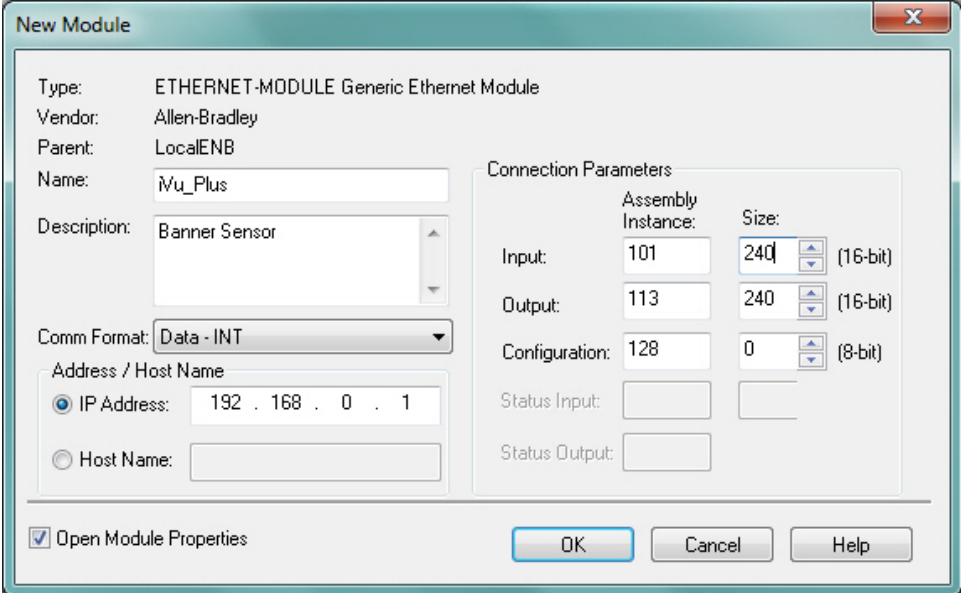 New Module
x
Type: ETHERNET-MODULE Generic Ethernet Module
Vendor: Allen-Bradley
Parent: LocalENB
Name: iVu_Plus
Description: Banner Sensor
Comm Format: Data - INT
Address / Host Name
IP Address: 192 . 168 . 0 . 1
Host Name:
Connection Parameters
Assembly Instance: Size:
Input: 101 240 (16-bit)
Output: 113 240 (16-bit)
Configuration: 128 0 (8-bit)
Status Input:
Status Output:
Open Module Properties
OK Cancel Help